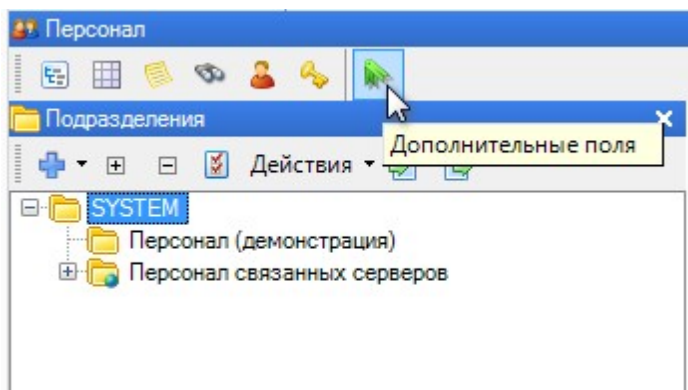 Персонал
Подразделения
Дополнительные поля
Действия
SYSTEM
Персонал (демонстрация)
Персонал связанных серверов